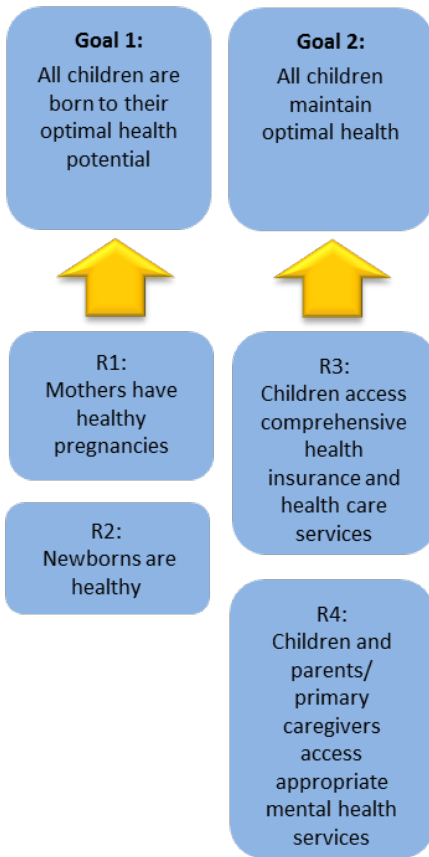 Goal 1:
All children are
born to their
optimal health
potential
Goal 2:
All children
maintain
optimal health
R1:
Mothers have
healthy
pregnancies
R2:
Newborns are
healthy
R3:
Children access
comprehensive
health
insurance and
health care
services
R4:
Children and
parents/
primary
caregivers
access
appropriate
mental health
services